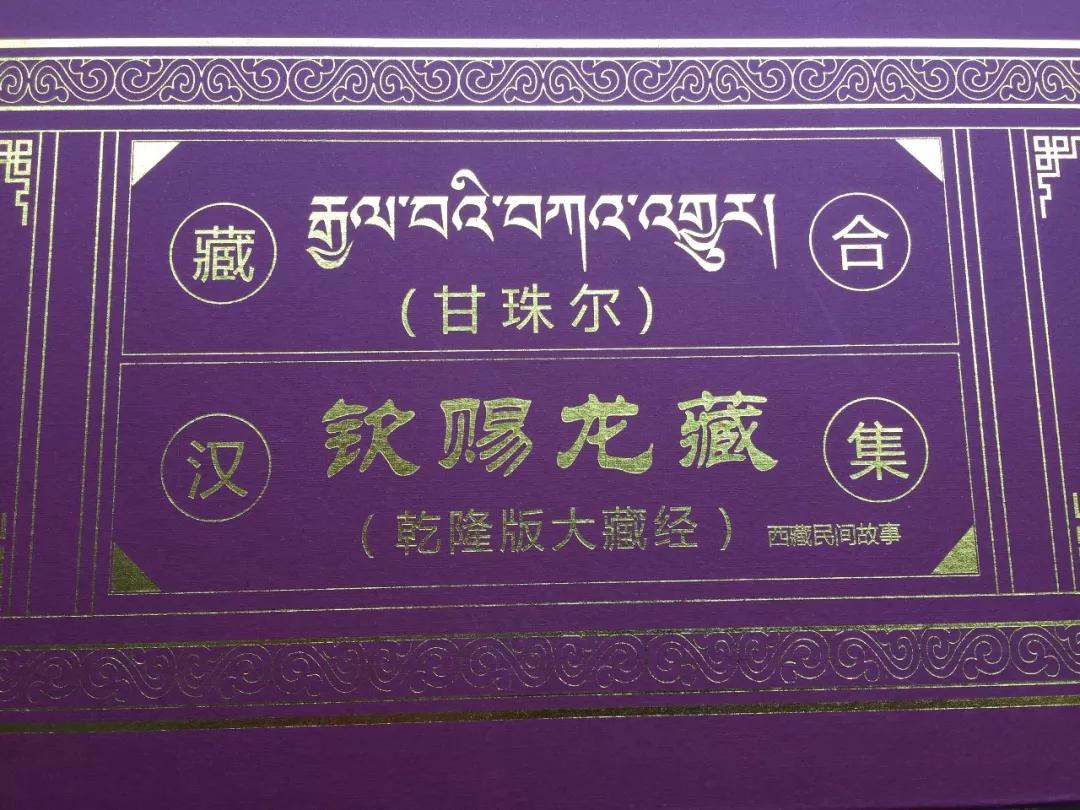 藏
རྒྱལ་བའི་བཀའ་འགྱུར།
合
(甘珠尔)
汉
钦赐龙藏
集
(乾隆版大藏经)
西藏民间故事